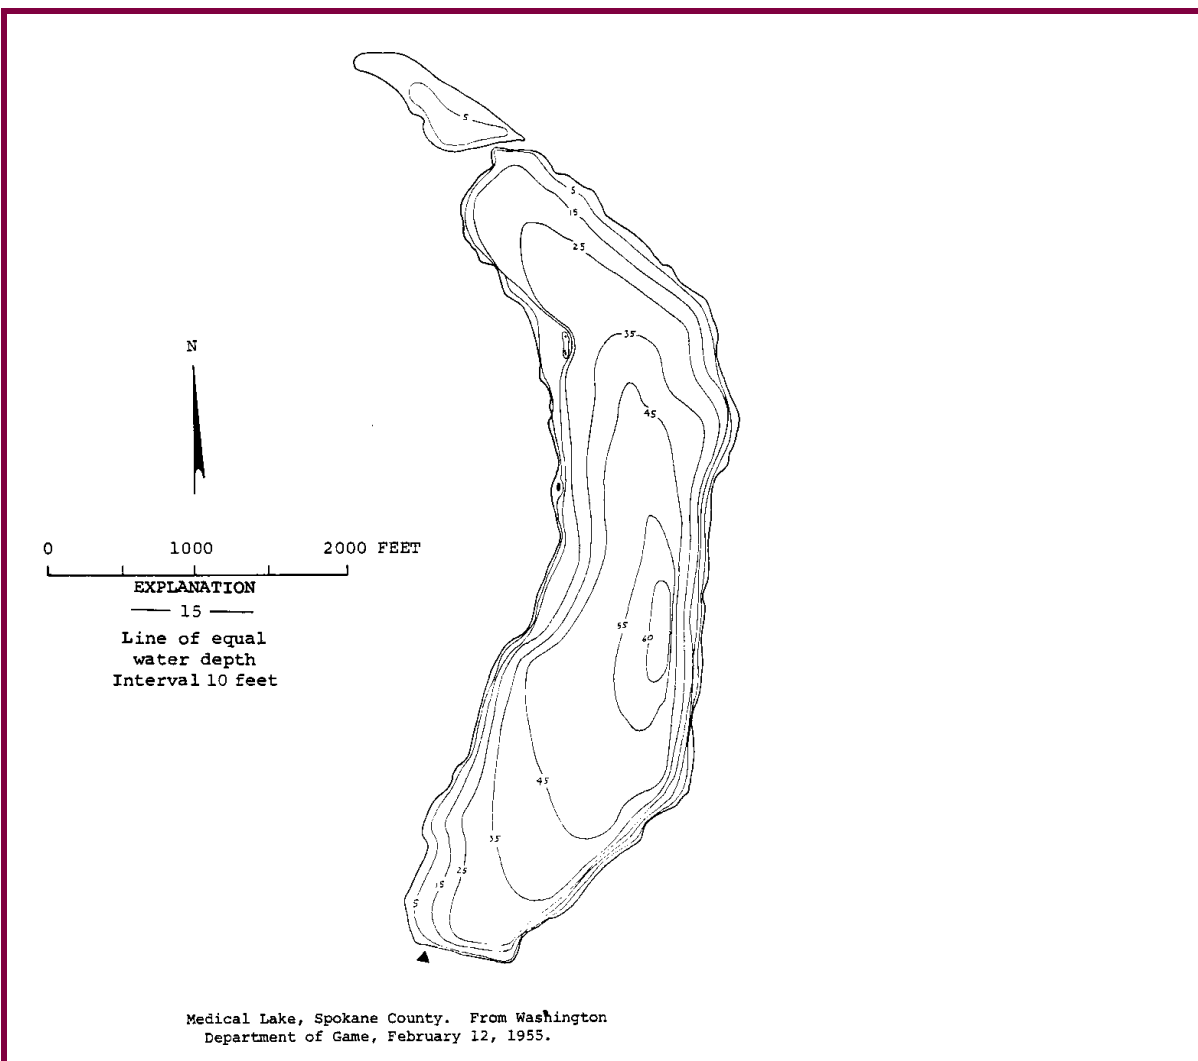 5
5
15
25
35
N
45
0 1000 2000 FEET
EXPLANATION
15
Line of equal
water depth
Interval 10 feet
55
60
45
35
25
15
5
Medical Lake, Spokane County. From Washington
Department of Game, February 12, 1955.